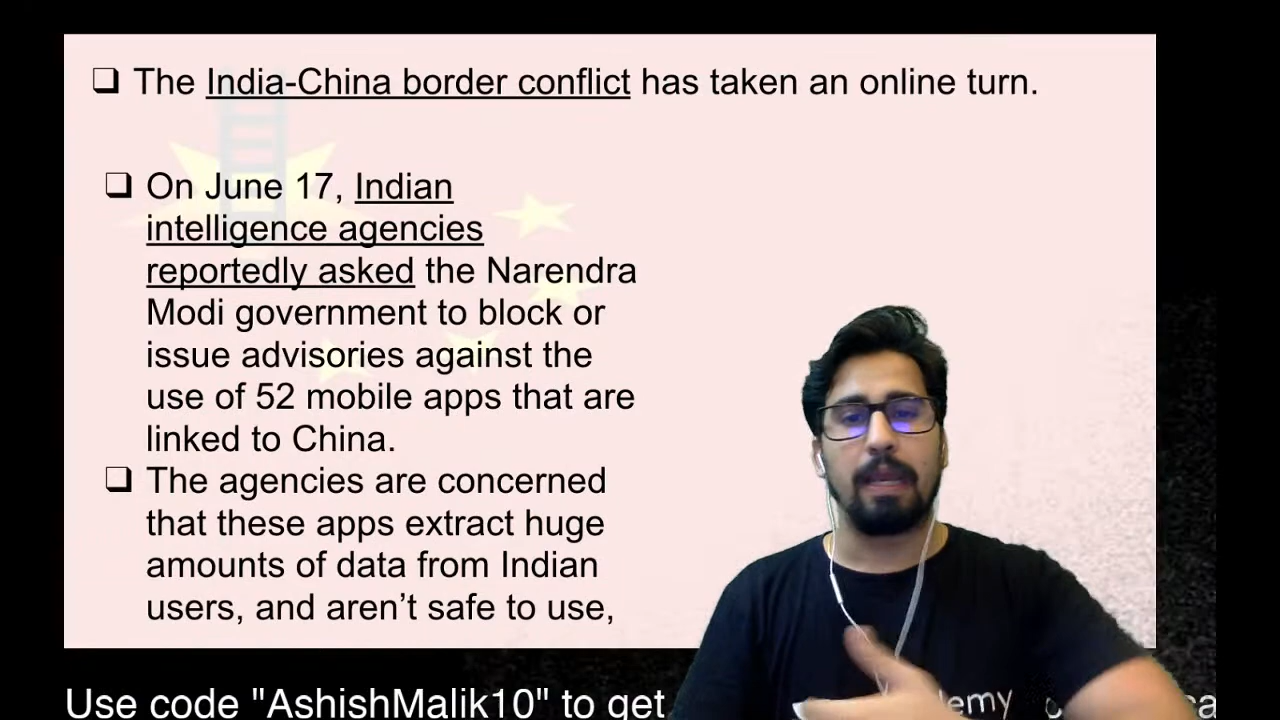 ❑ The India-China border conflict has taken an online turn.
❑ On June 17, Indian
intelligence agencies
reportedly asked the Narendra
Modi government to block or
issue advisories against the
use of 52 mobile apps that are
linked to China.
❑ The agencies are concerned
that these apps extract huge
amounts of data from Indian
users, and aren’t safe to use,
Use code "AshishMalik10" to get